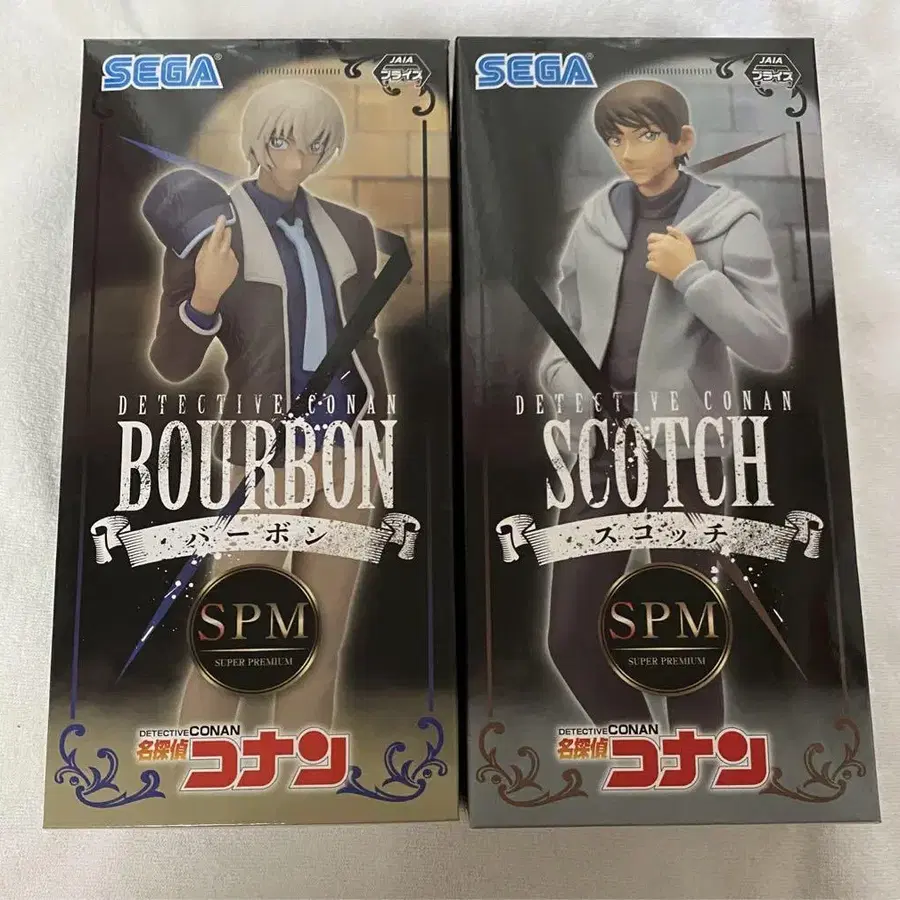 SEGA®
JAIA
プライズ
DETECTIVE CONAN
BOURBON
バーボン
SPM
SUPER PREMIUM
DETECTIVE CONAN
名探偵コナン
SEGA®
JAIA
プライズ
DETECTIVE CONAN
SCOTCH
スコッチ
SPM
SUPER PREMIUM
DETECTIVE CONAN
名探偵コナン